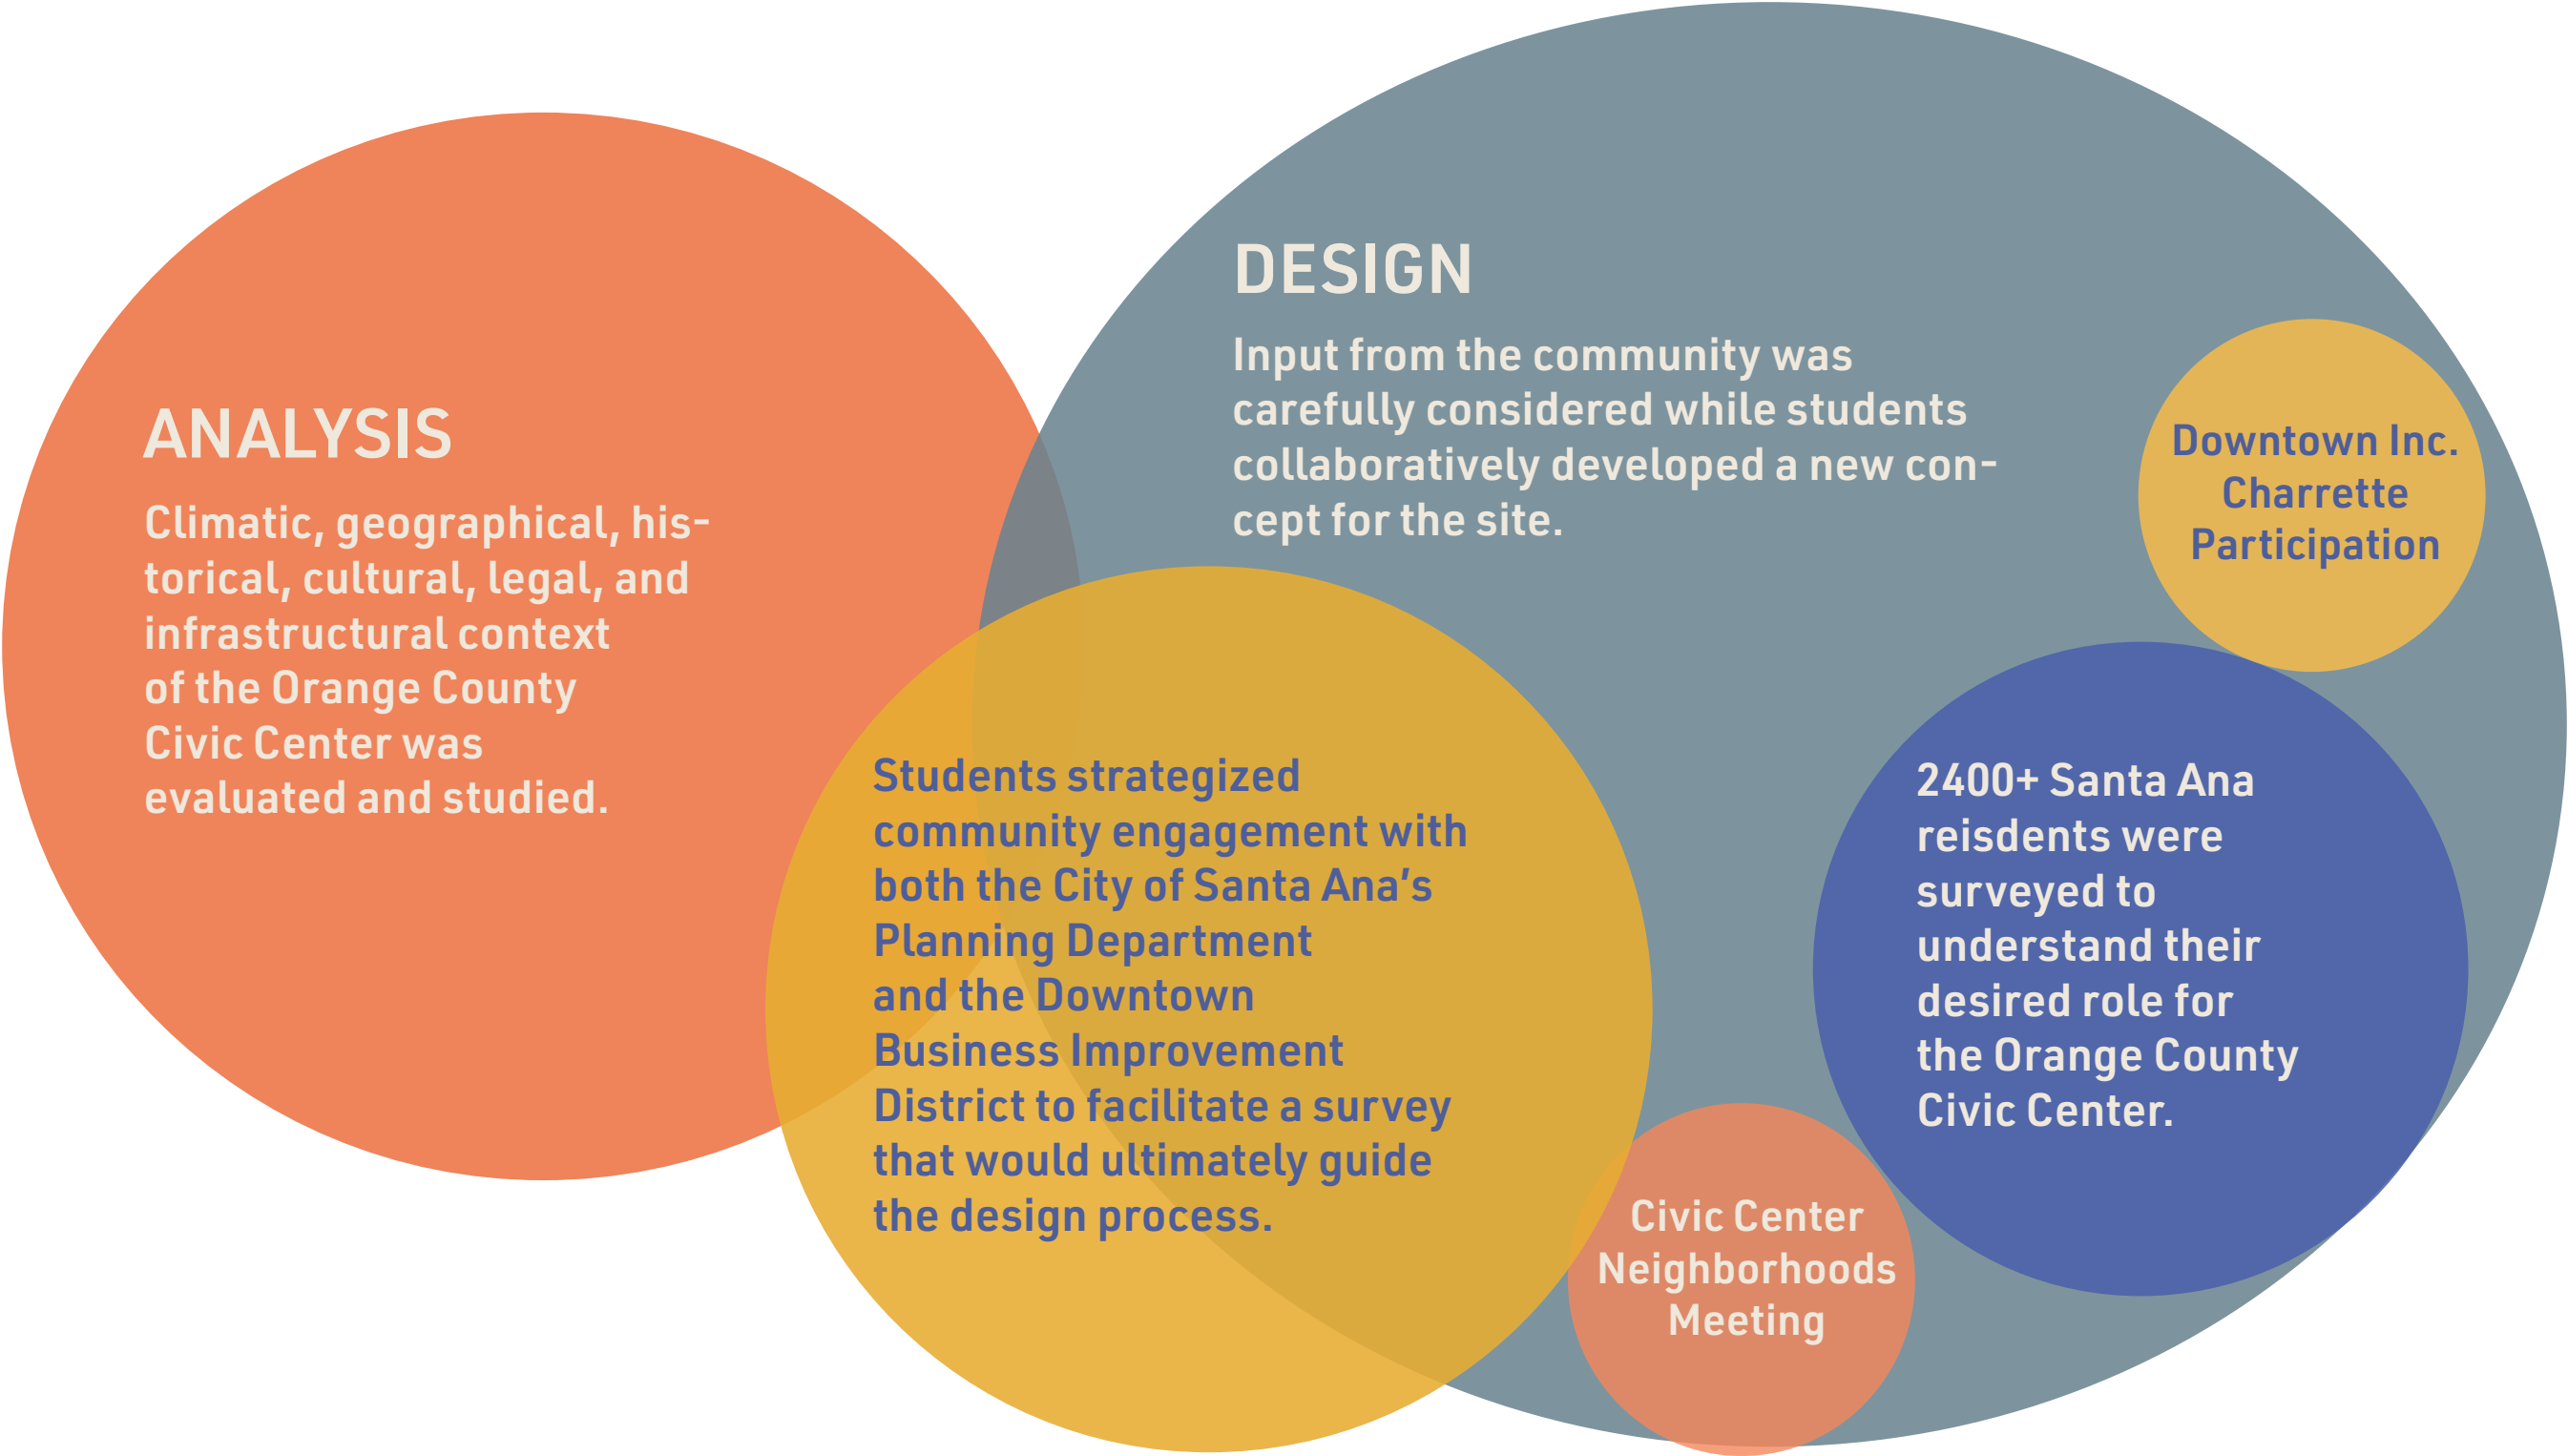 ANALYSIS
Climatic, geographical, his-
torical, cultural, legal, and
infrastructural context
of the Orange County
Civic Center was
evaluated and studied.
DESIGN
Input from the community was
carefully considered while students
collaboratively developed a new con-
cept for the site.
Downtown Inc.
Charrette
Participation
Students strategized
community engagement with
both the City of Santa Ana's
Planning Department
and the Downtown
Business Improvement
District to facilitate a survey
that would ultimately guide
the design process.
2400+ Santa Ana
reisdents were
surveyed to
understand their
desired role for
the Orange County
Civic Center.
Civic Center
Neighborhoods
Meeting